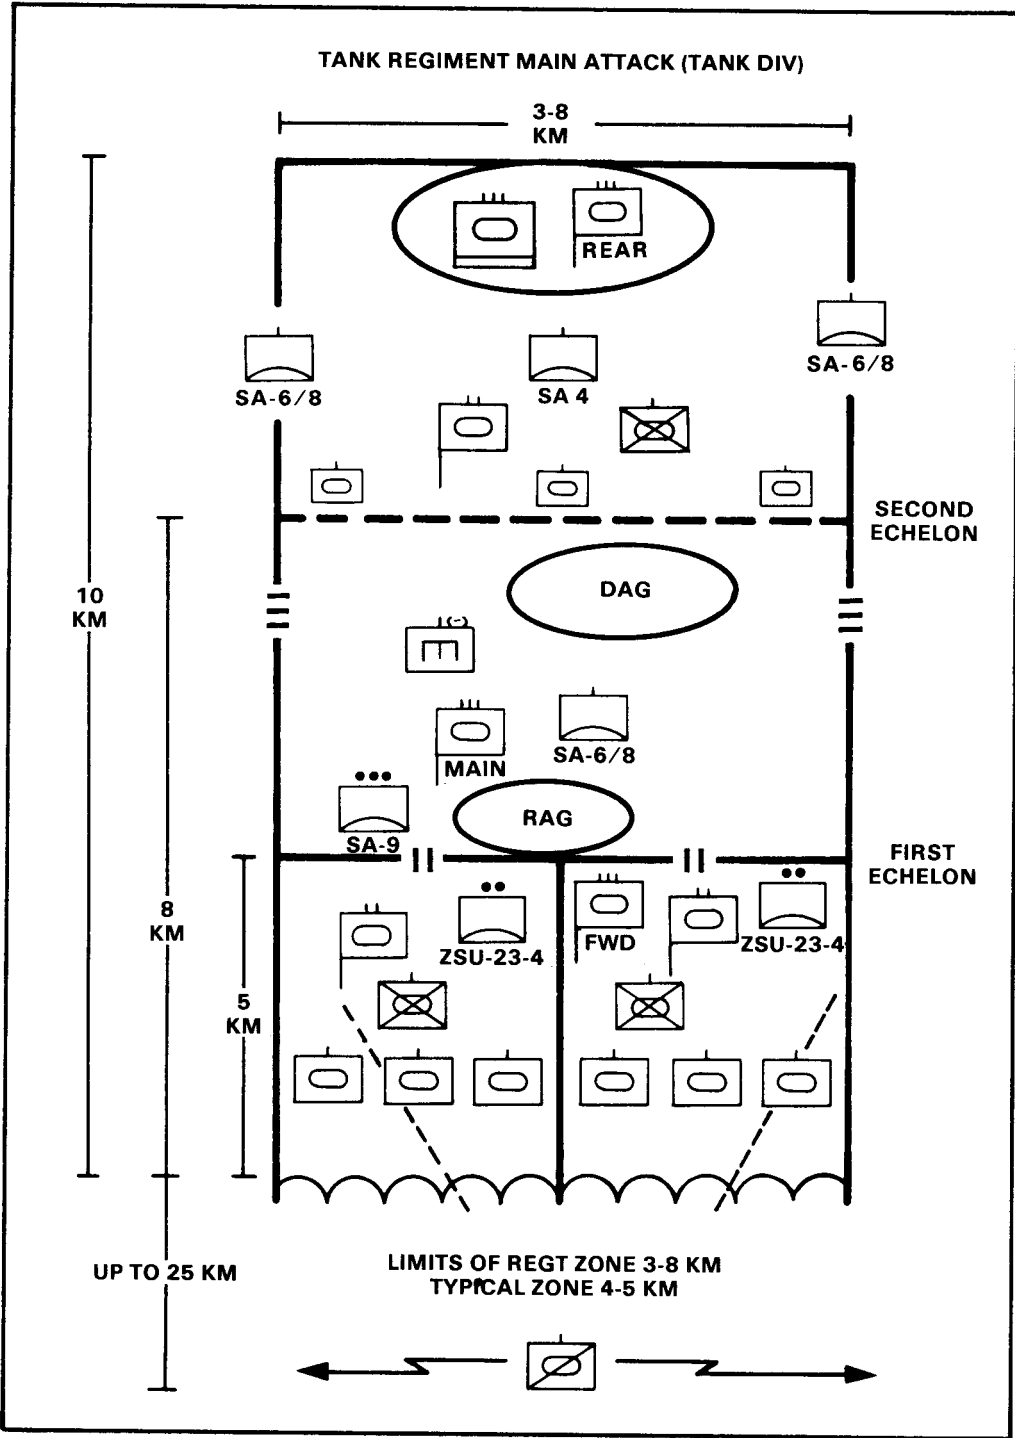 TANK REGIMENT MAIN ATTACK (TANK DIV)
3-8
KM
REAR
SA-6/8
SA-6/8
SA 4
SECOND
ECHELON
10
KM
DAG
(-)
MAIN
SA-6/8
SA-9
RAG
FIRST
ECHELON
8
KM
ZSU-23-4
FWD
ZSU-23-4
5
KM
UP TO 25 KM
LIMITS OF REGT ZONE 3-8 KM
TYPICAL ZONE 4-5 KM